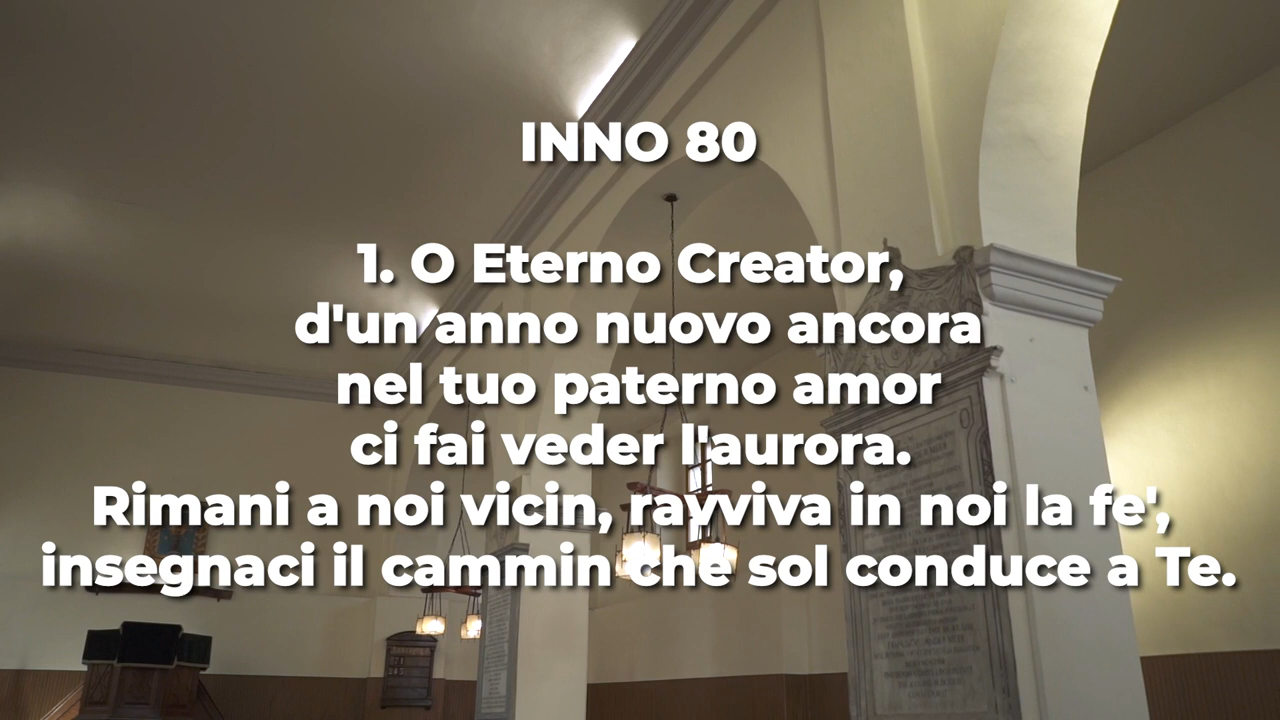 INNO 80
1. O Eterno Creator,
d'un anno nuovo ancora
nel tuo paterno amor
ci fai veder l'aurora.
Rimani a noi vicin, ravviva in noi la fe',
insegnaci il cammin che sol conduce a Te.